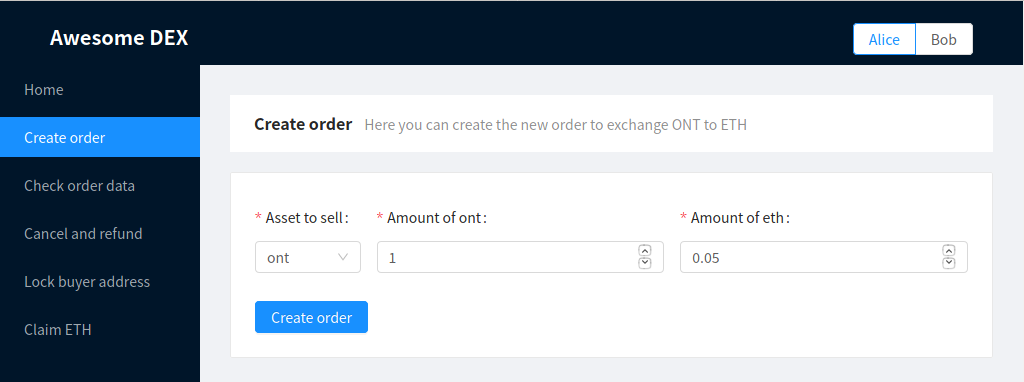 Awesome DEX
Alice Bob
Home
Create order
Check order data
Cancel and refund
Lock buyer address
Claim ETH
Create order Here you can create the new order to exchange ONT to ETH
* Asset to sell: * Amount of ont: * Amount of eth:
ont 1 0.05
Create order